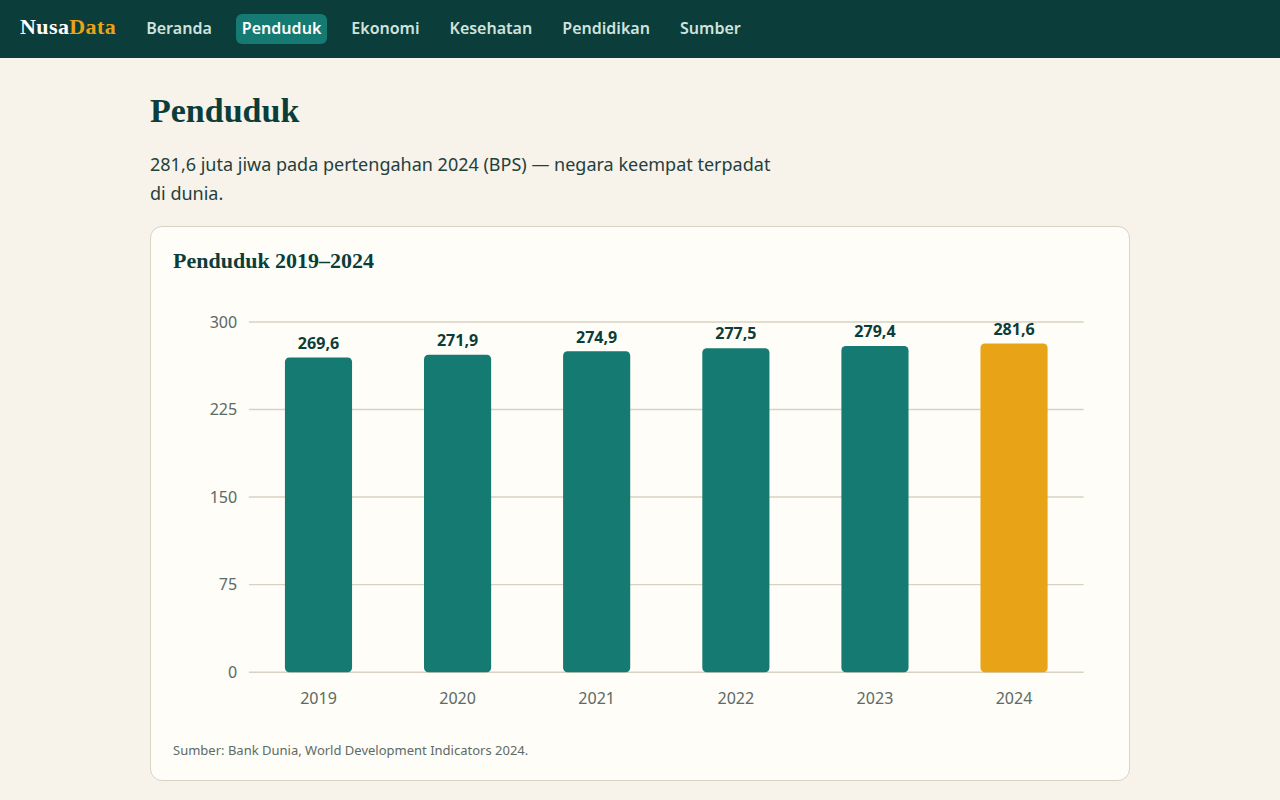 NusaData Beranda Penduduk Ekonomi Kesehatan Pendidikan Sumber
Penduduk
281,6 juta jiwa pada pertengahan 2024 (BPS) — negara keempat terpadat
di dunia.
Penduduk 2019–2024
300
225
150
75
0
269,6 271,9 274,9 277,5 279,4 281,6
2019 2020 2021 2022 2023 2024
Sumber: Bank Dunia, World Development Indicators 2024.